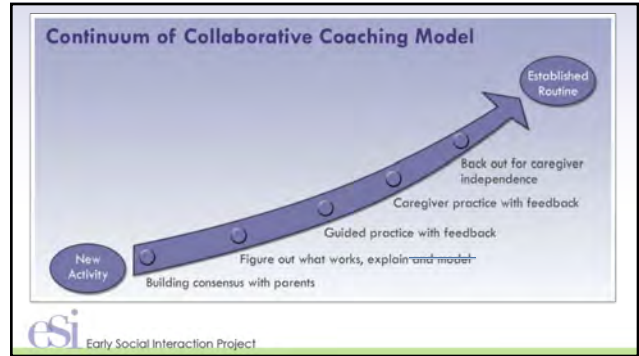 Continuum of Collaborative Coaching Model
Established
Routine
Back out for caregiver
independence
Caregiver practice with feedback
Guided practice with feedback
Figure out what works, explain and model
Building consensus with parents
New
Activity
esi Early Social Interaction Project